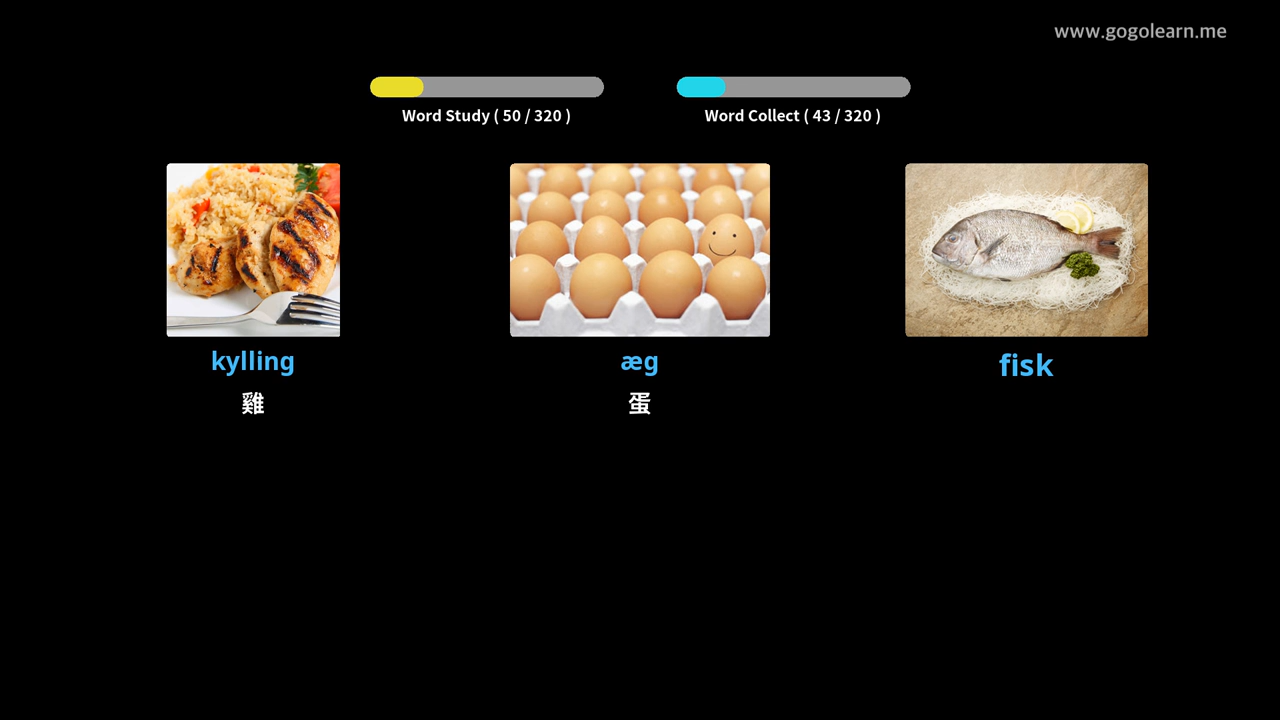 www.gogolearn.me
Word Study ( 50 / 320 )
Word Collect ( 43 / 320 )
kylling
æg
fisk
雞
蛋